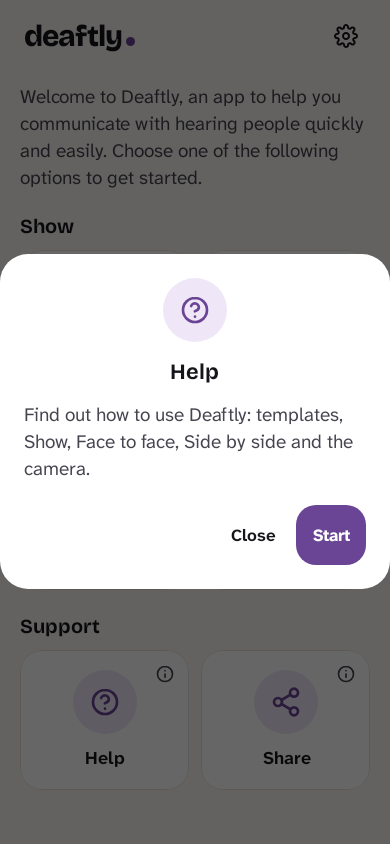 deaftly.
Welcome to Deaftly, an app to help you
communicate with hearing people quickly
and easily. Choose one of the following
options to get started.
Show
Help
Find out how to use Deaftly: templates,
Show, Face to face, Side by side and the
camera.
Close
Start
Support
Help
Share